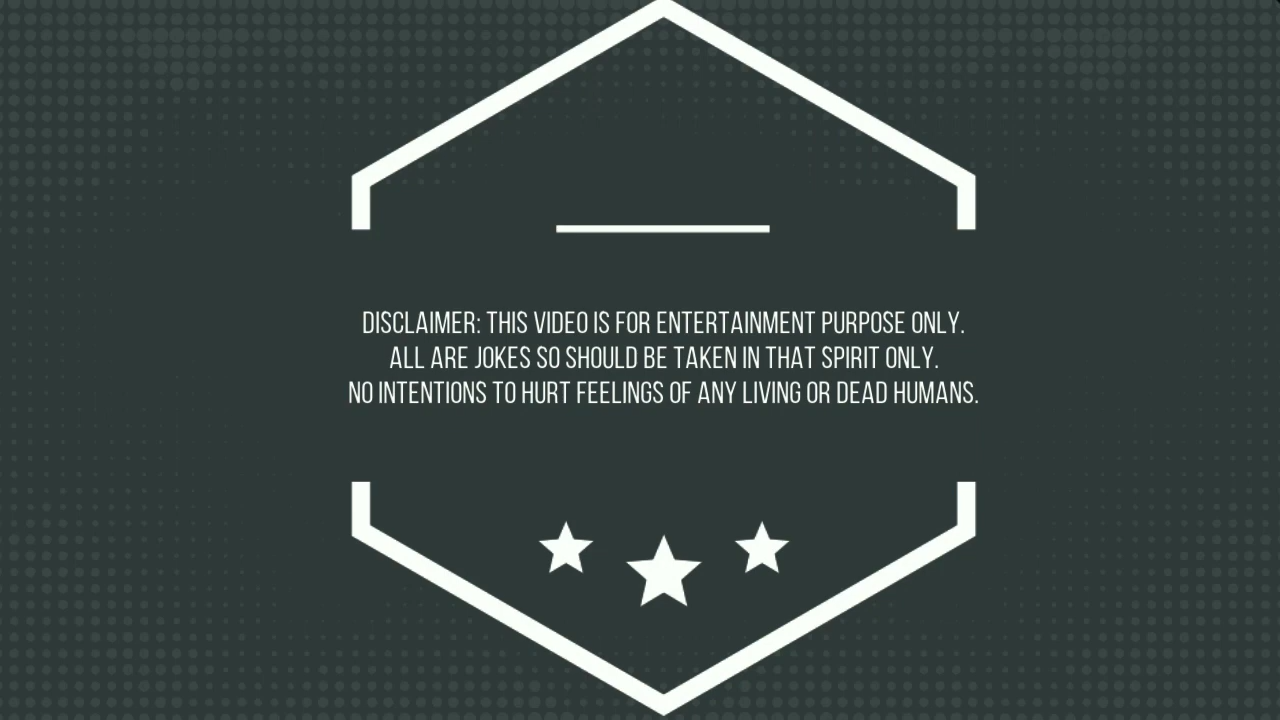 DISCLAIMER: THIS VIDEO IS FOR ENTERTAINMENT PURPOSE ONLY.
ALL ARE JOKES SO SHOULD BE TAKEN IN THAT SPIRIT ONLY.
NO INTENTIONS TO HURT FEELINGS OF ANY LIVING OR DEAD HUMANS.